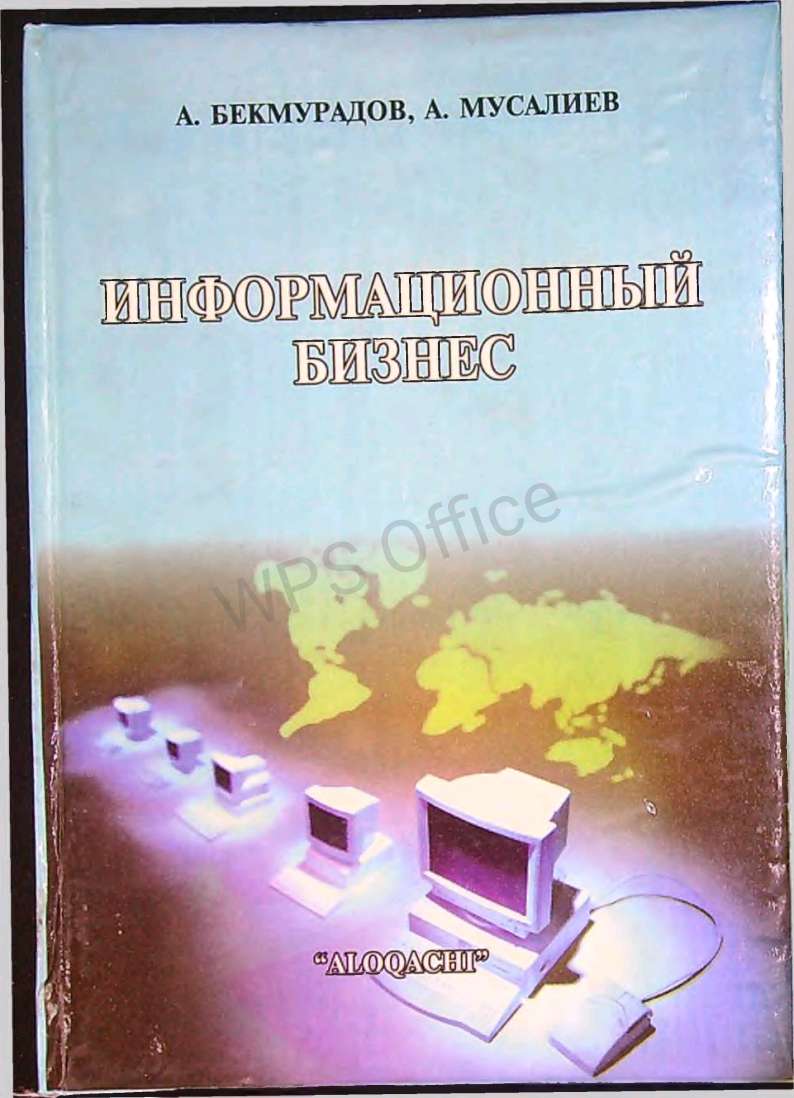 А. БЕКМУРАДОВ, А. МУСАЛИЕВ
ИНФОРМАЦИОННЫЙ
БИЗНЕС
WPS Office
“ALOQACHI”